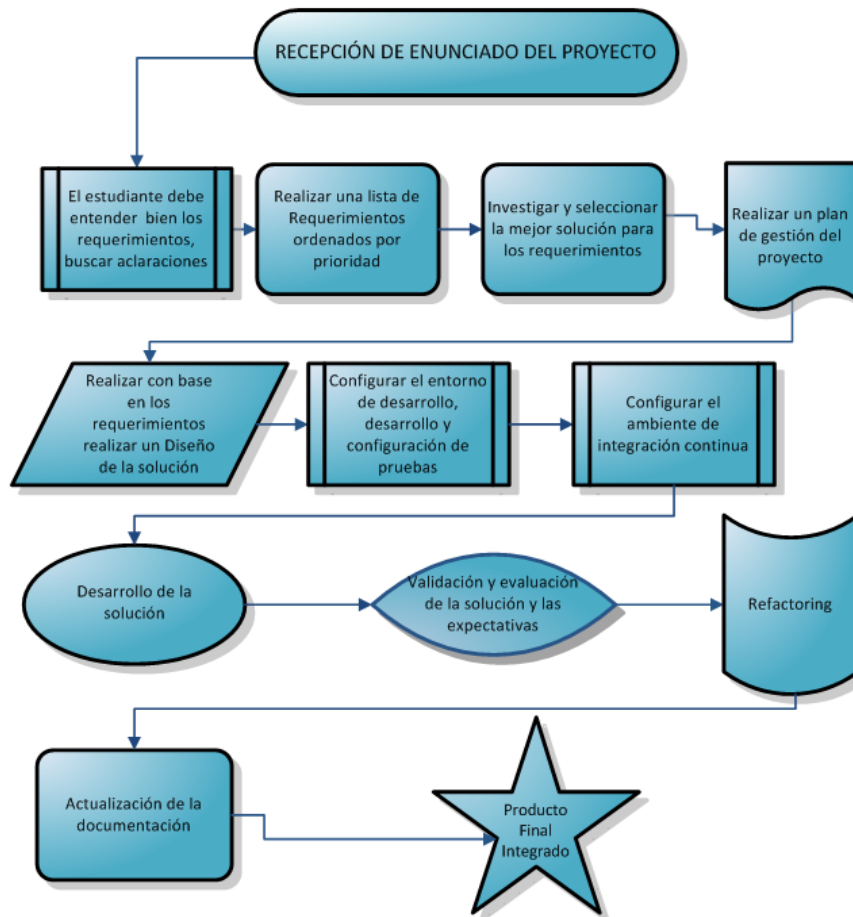 RECEPCIÓN DE ENUNCIADO DEL PROYECTO
El estudiante debe
entender bien los
requerimientos,
buscar aclaraciones
Realizar una lista de
Requerimientos
ordenados por
prioridad
Investigar y seleccionar
la mejor solución para
los requerimientos
Realizar un plan
de gestión del
proyecto
Realizar con base
en los
requerimientos
realizar un Diseño
de la solución
Configurar el entorno
de desarrollo,
desarrollo y
configuración de
pruebas
Configurar el
ambiente de
integración continua
Desarrollo de la
solución
Validación y evaluación
de la solución y las
expectativas
Refactoring
Actualización de la
documentación
Producto
Final
Integrado